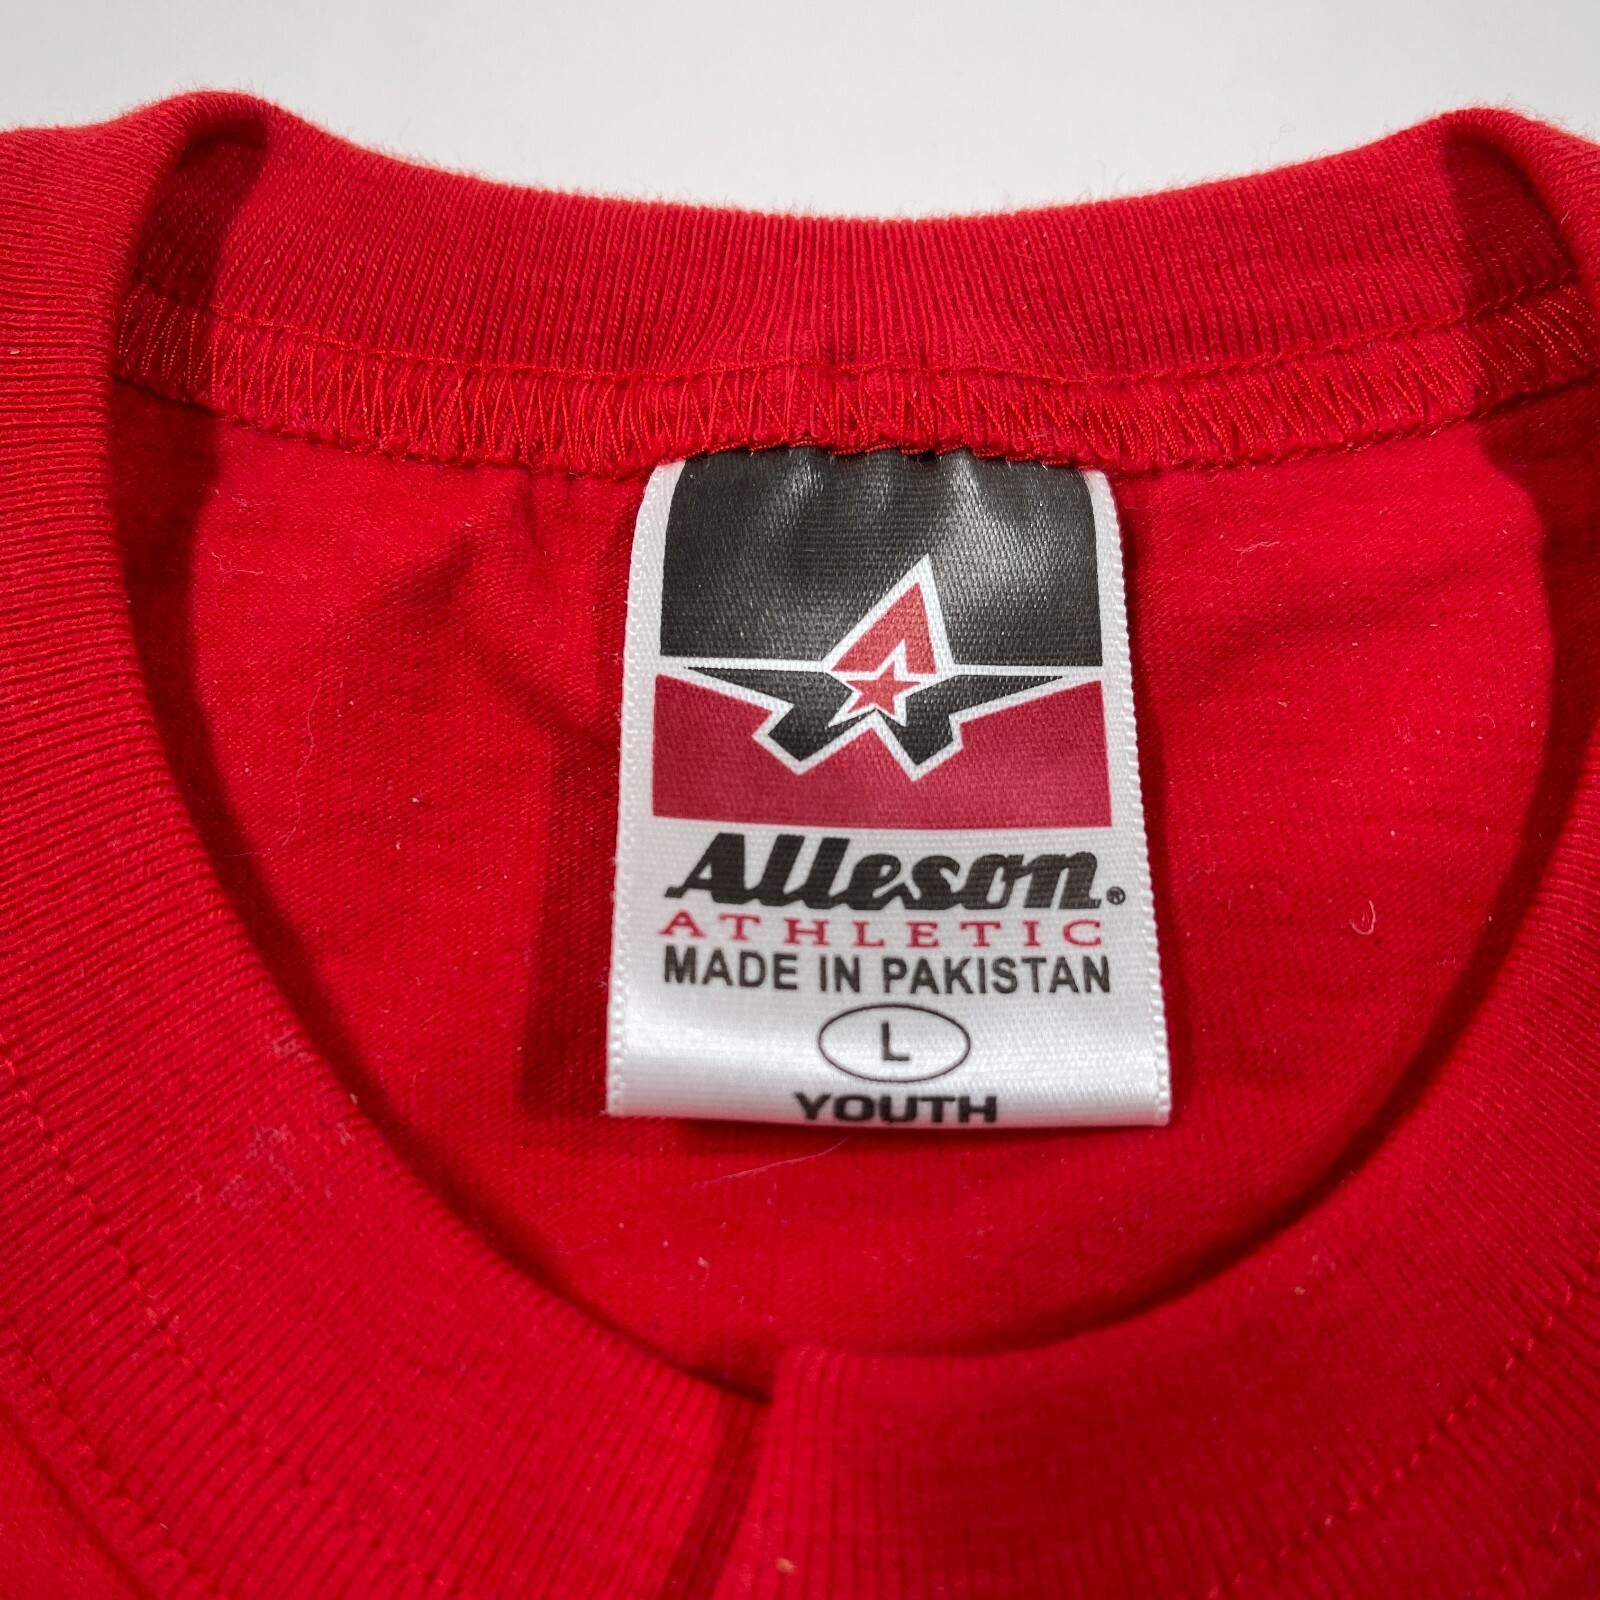 Alleson®
ATHLETIC
MADE IN PAKISTAN
L
YOUTH